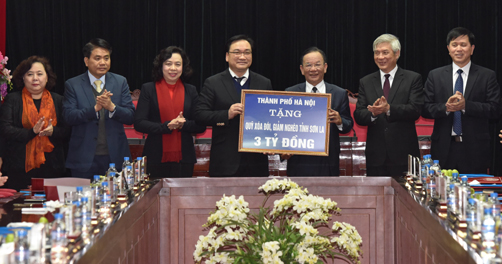 THÀNH PHỐ HÀ NỘI
TẶNG
QUỸ XÓA ĐÓI, GIẢM NGHÈO TỈNH SƠN LA
3 TỶ ĐỒNG